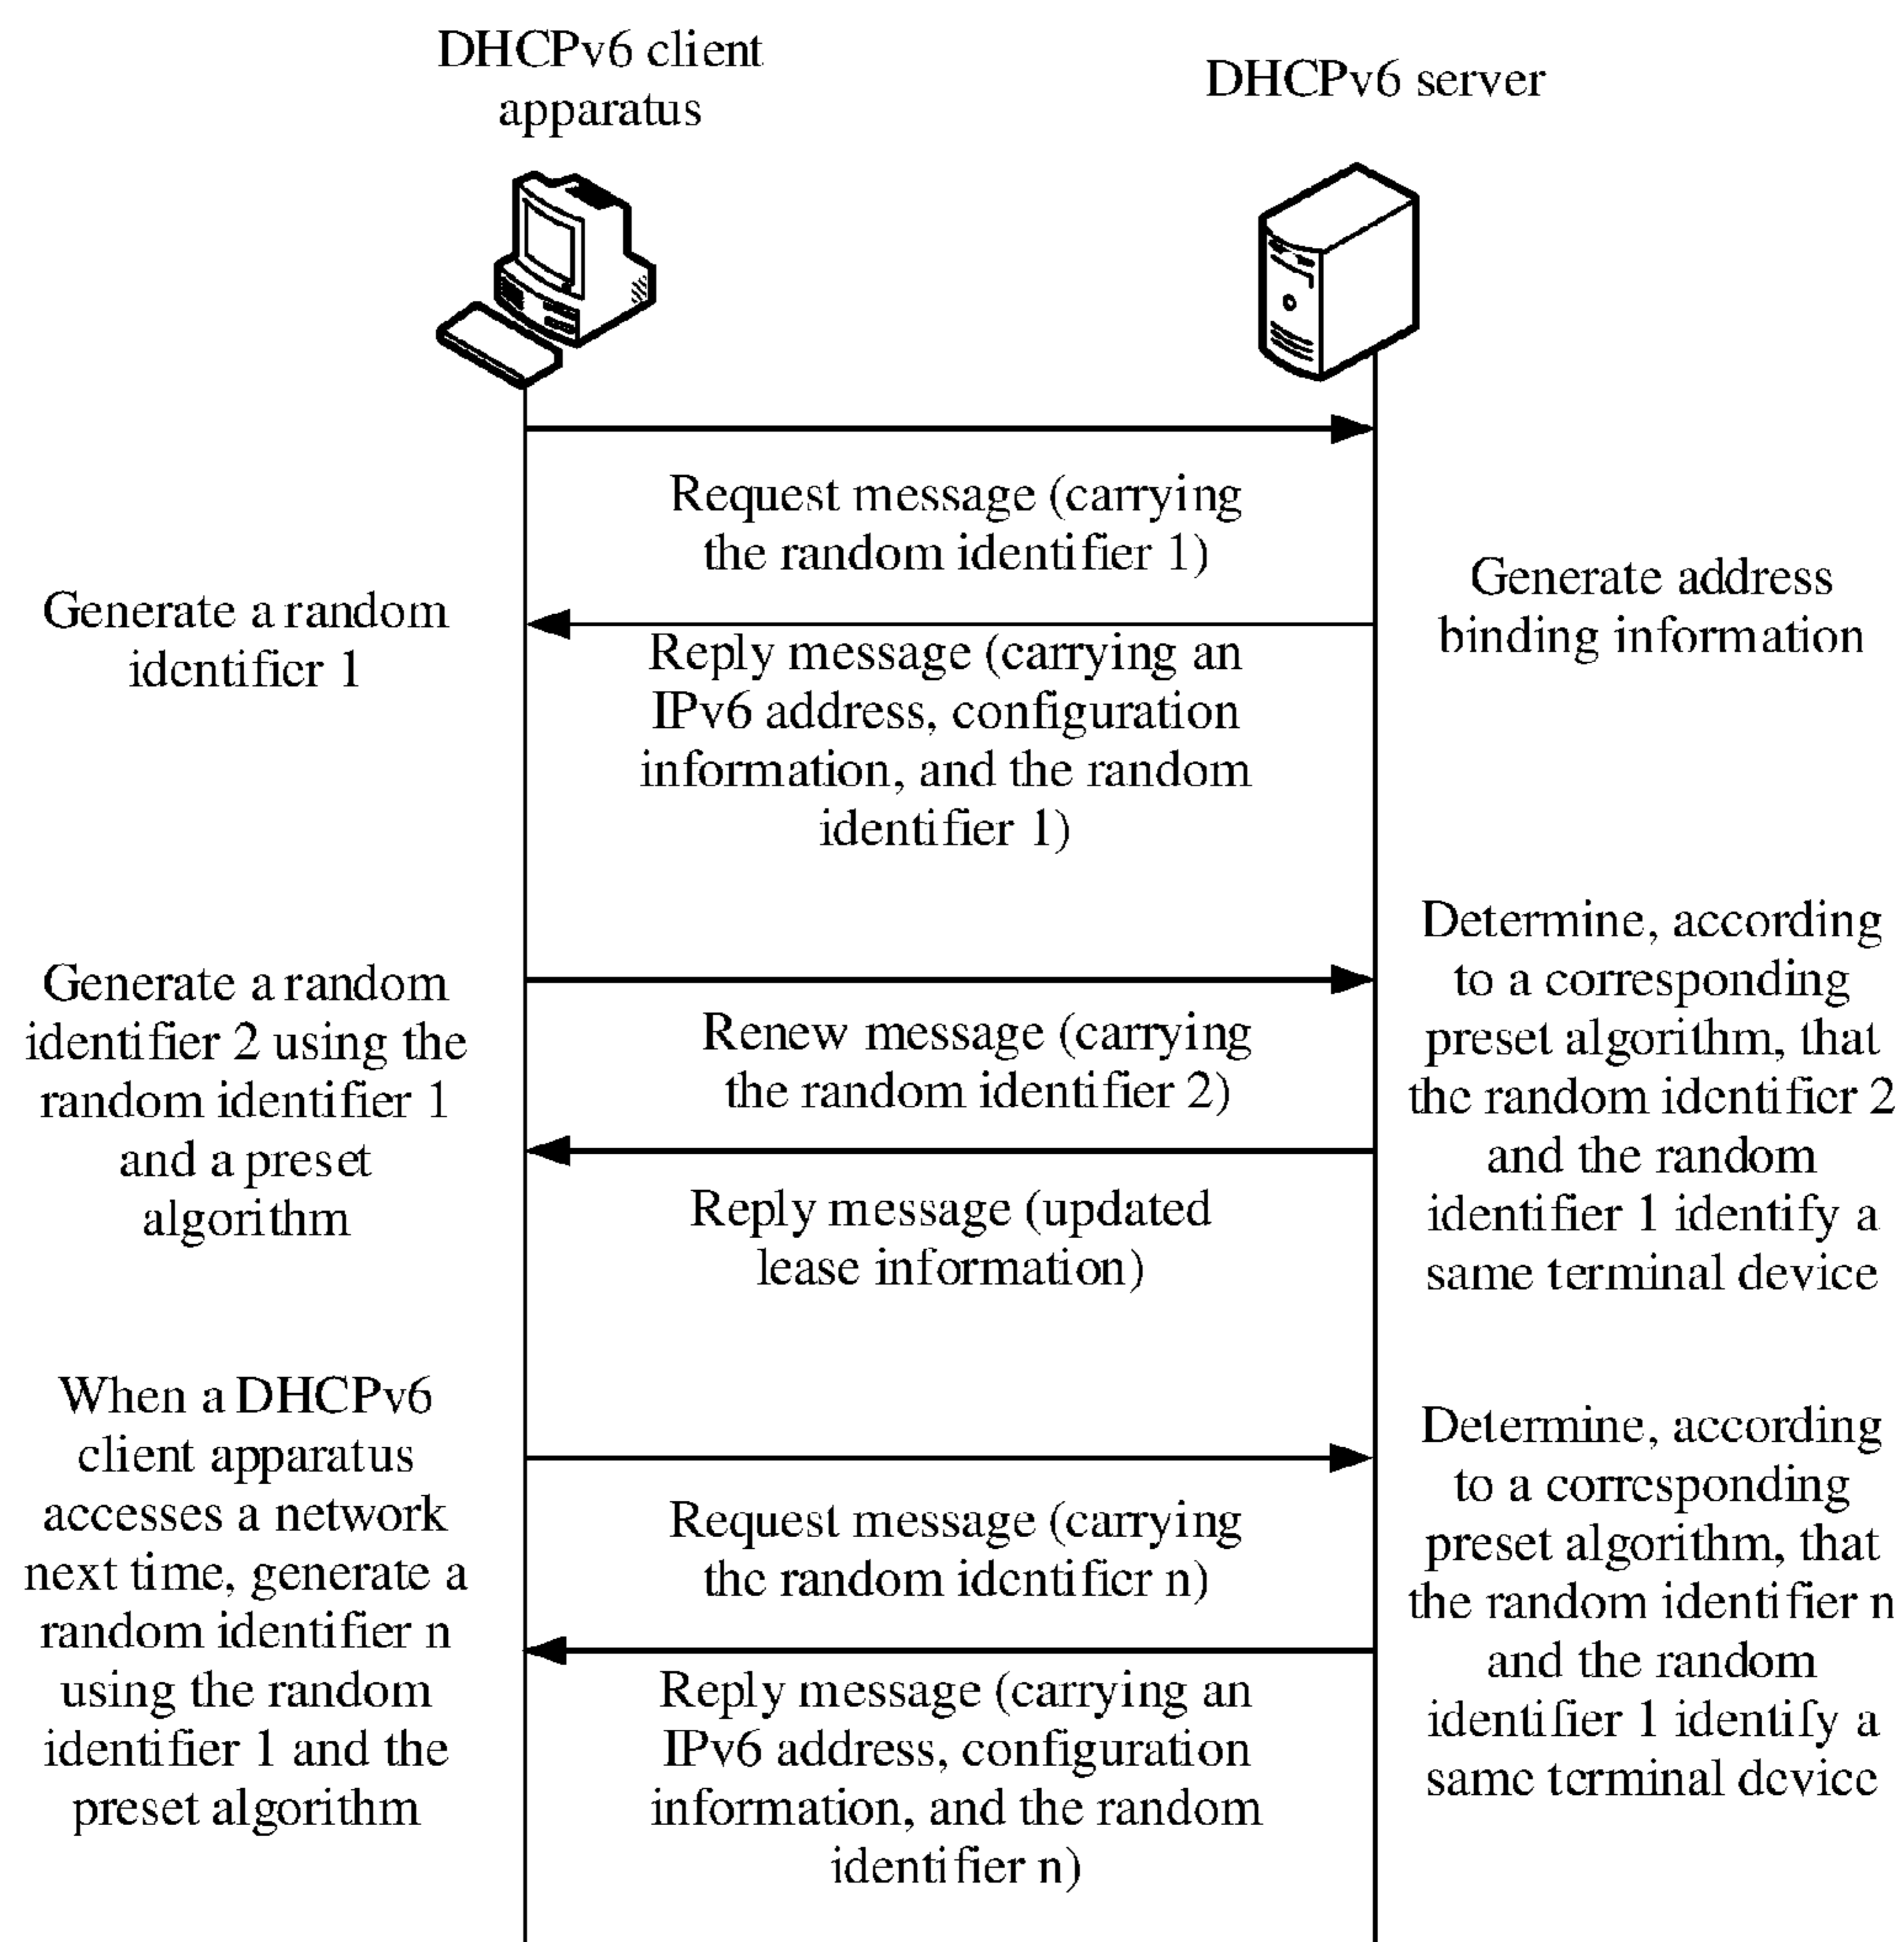 DHCPv6 client
apparatus
DHCPv6 server
Request message (carrying
the random identifier 1)
Generate a random
identifier 1
Generate address
binding information
Reply message (carrying an
IPv6 address, configuration
information, and the random
identifier 1)
Generate a random
identifier 2 using the
random identifier 1
and a preset
algorithm
Renew message (carrying
the random identifier 2)
Determine, according
to a corresponding
preset algorithm, that
the random identifier 2
and the random
identifier 1 identify a
same terminal device
Reply message (updated
lease information)
When a DHCPv6
client apparatus
accesses a network
next time, generate a
random identifier n
using the random
identifier 1 and the
preset algorithm
Request message (carrying
the random identifier n)
Determine, according
to a corresponding
preset algorithm, that
the random identifier n
and the random
identifier 1 identify a
same terminal device
Reply message (carrying an
IPv6 address, configuration
information, and the random
identifier n)